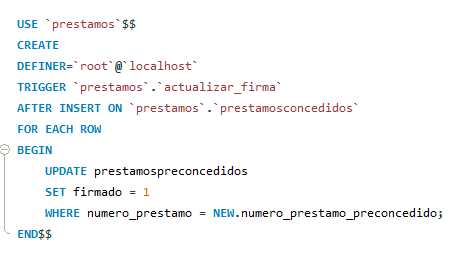 USE `prestamos`$$
CREATE
DEFINER=`root`@`localhost`
TRIGGER `prestamos`.`actualizar_firma`
AFTER INSERT ON `prestamos`.`prestamosconcedidos`
FOR EACH ROW
BEGIN
    UPDATE prestamospreconcedidos
    SET firmado = 1
    WHERE numero_prestamo = NEW.numero_prestamo_preconcedido;
END$$